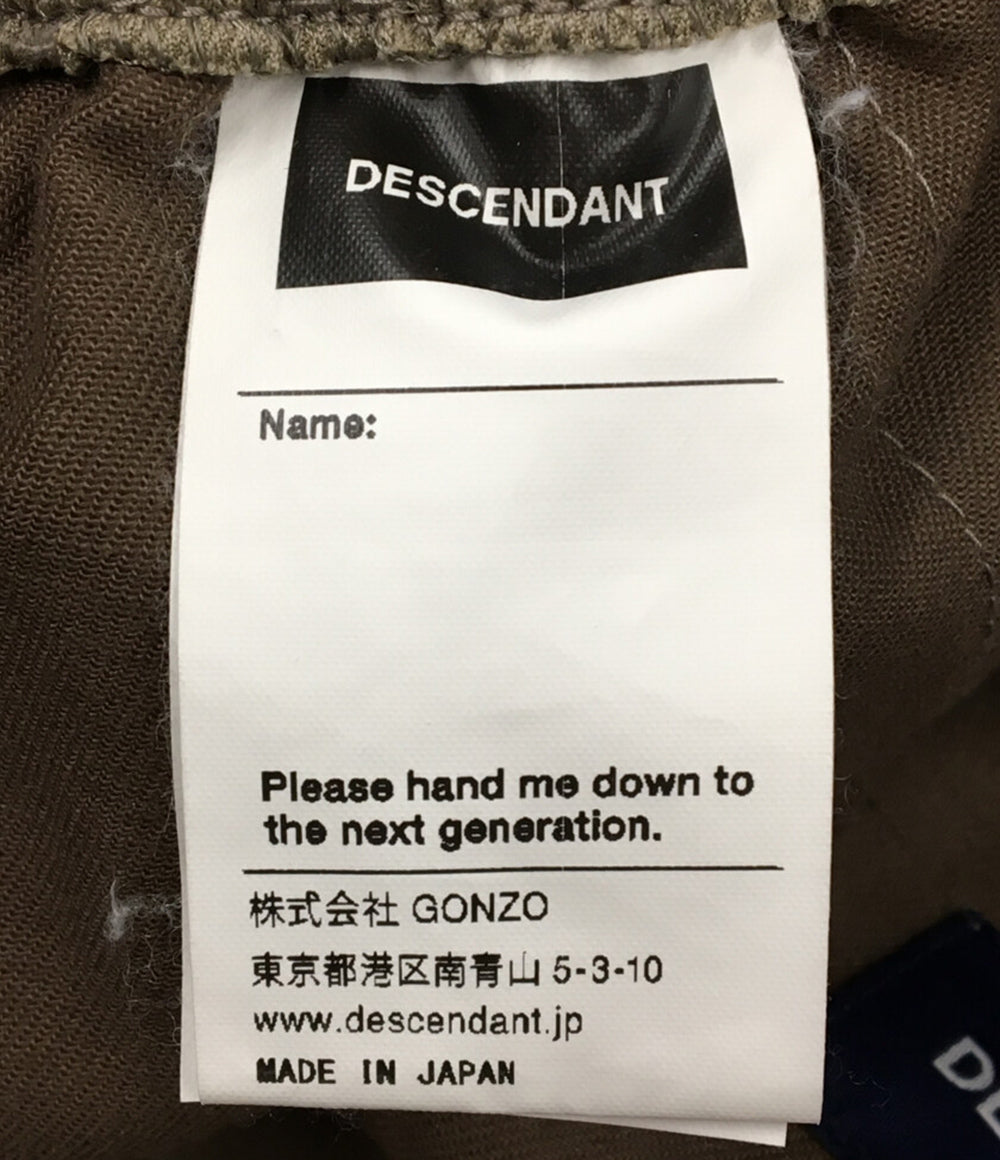 DESCENDANT
Name:
Please hand me down to
the next generation.
株式会社 GONZO
東京都港区南青山 5-3-10
www.descendant.jp
MADE IN JAPAN